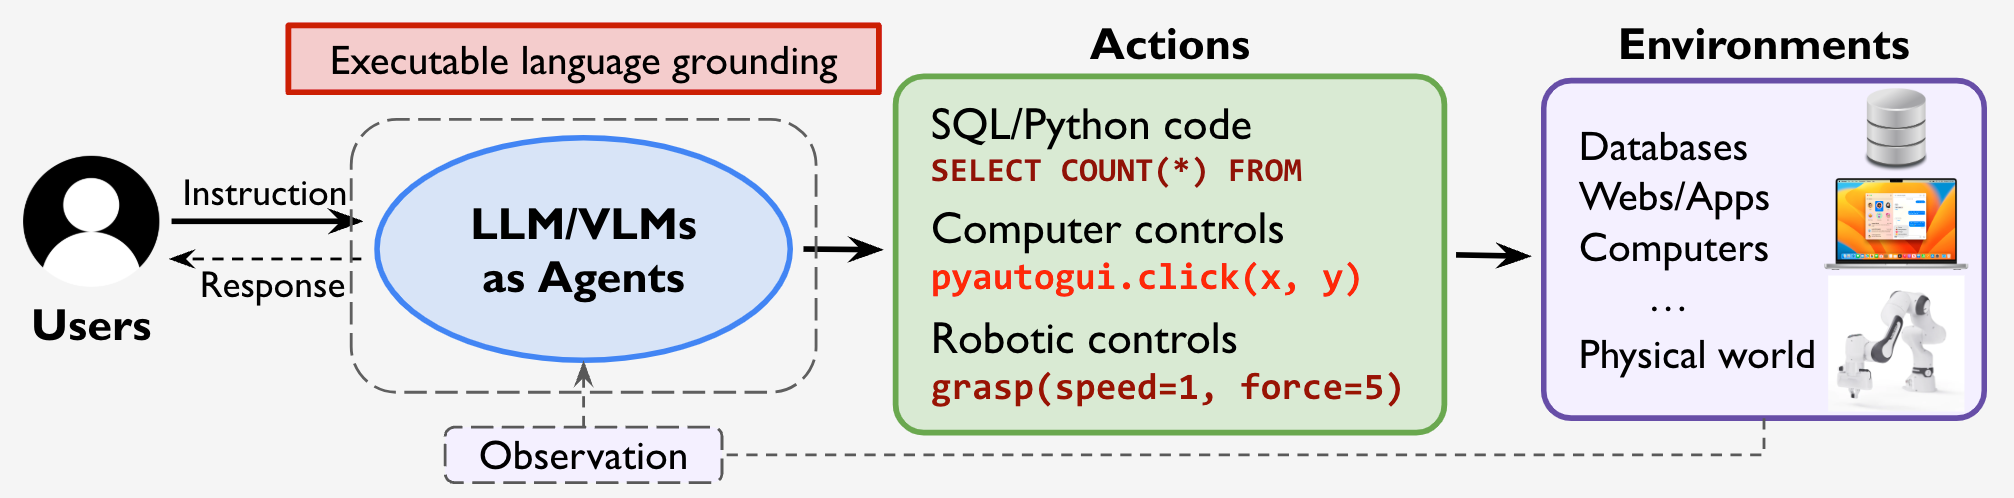 Executable language grounding
Actions
Environments
Instruction
Response
Users
LLM/VLMs
as Agents
Observation
SQL/Python code
SELECT COUNT(*) FROM
Computer controls
pyautogui.click(x, y)
Robotic controls
grasp(speed=1, force=5)
Databases
Webs/Apps
Computers
...
Physical world